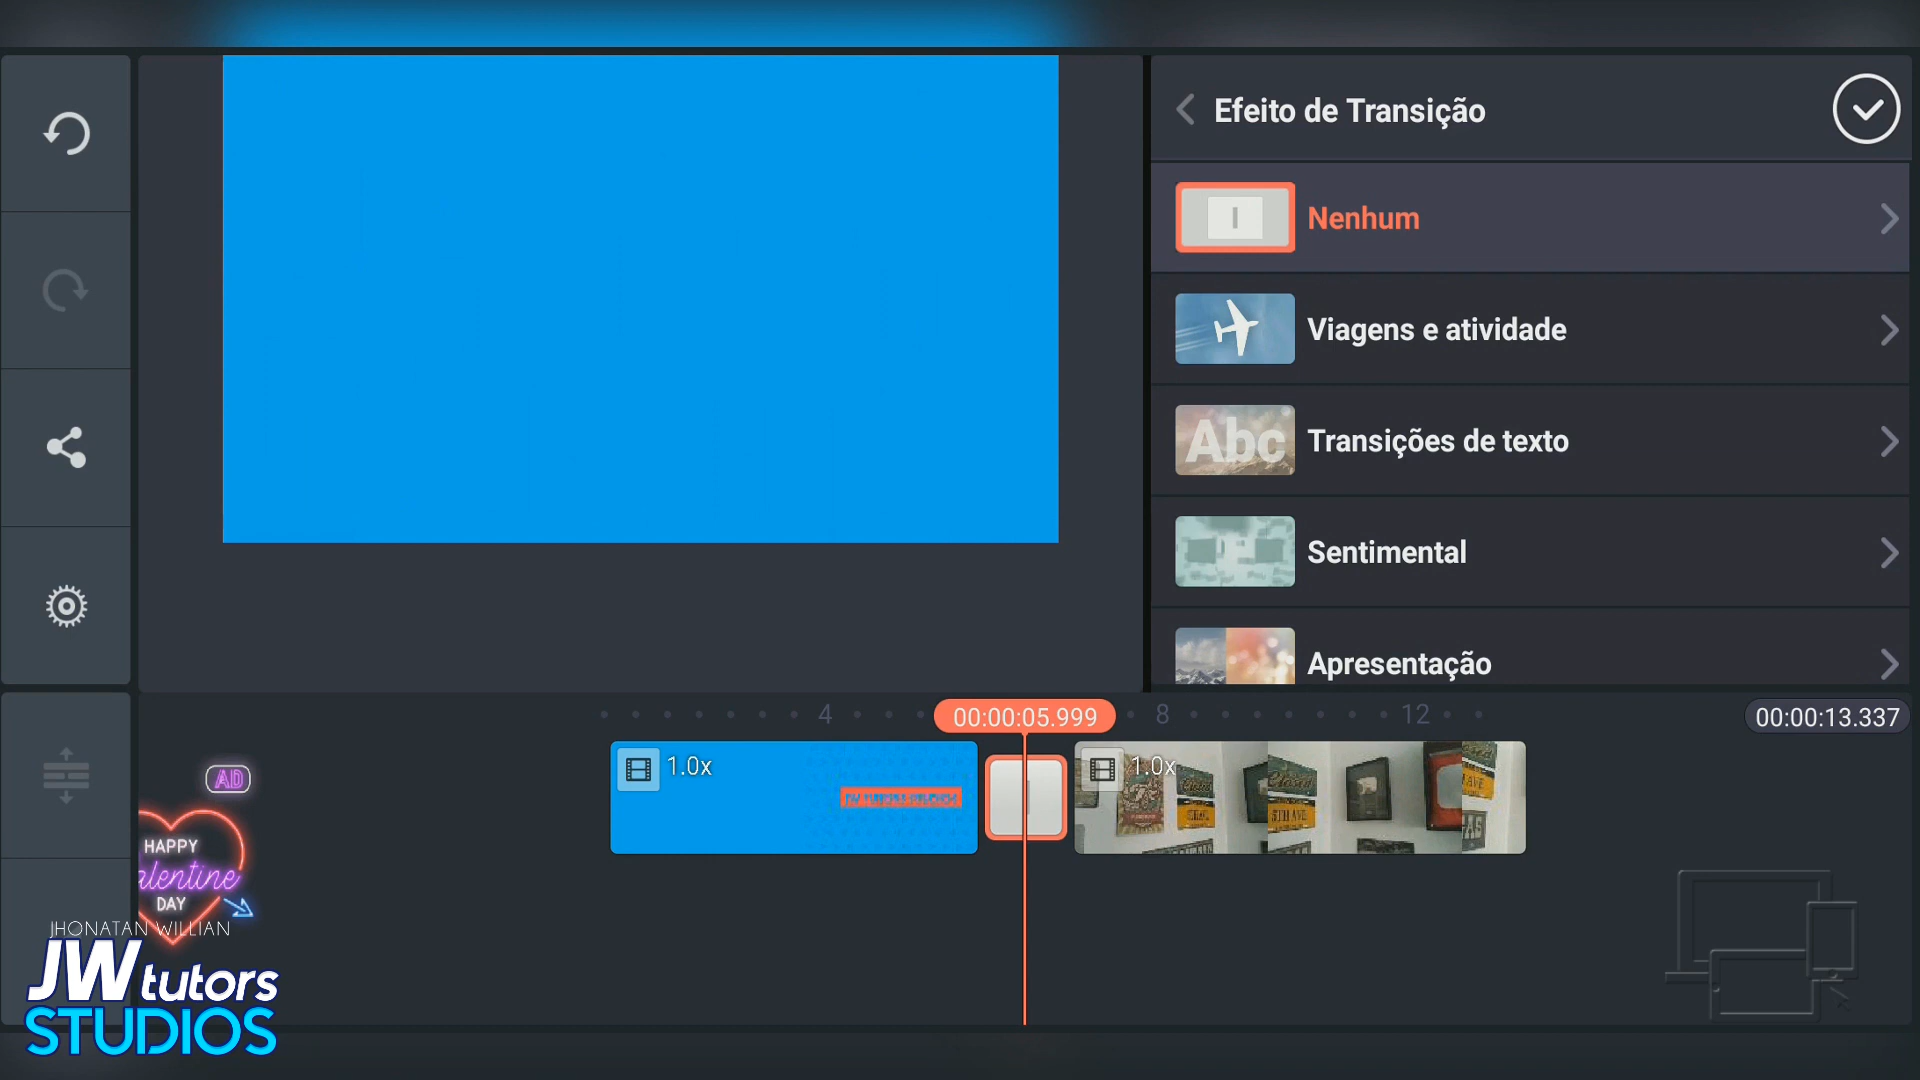 Efeito de Transição
Nenhum
Viagens e atividade
Abc
Transições de texto
Sentimental
Apresentação
4
00:00:05.999
8
12
00:00:13.337
1.0x
1.0x
AD
HAPPY
alentine
DAY
JHONATAN WILLIAN
JW tutors
STUDIOS